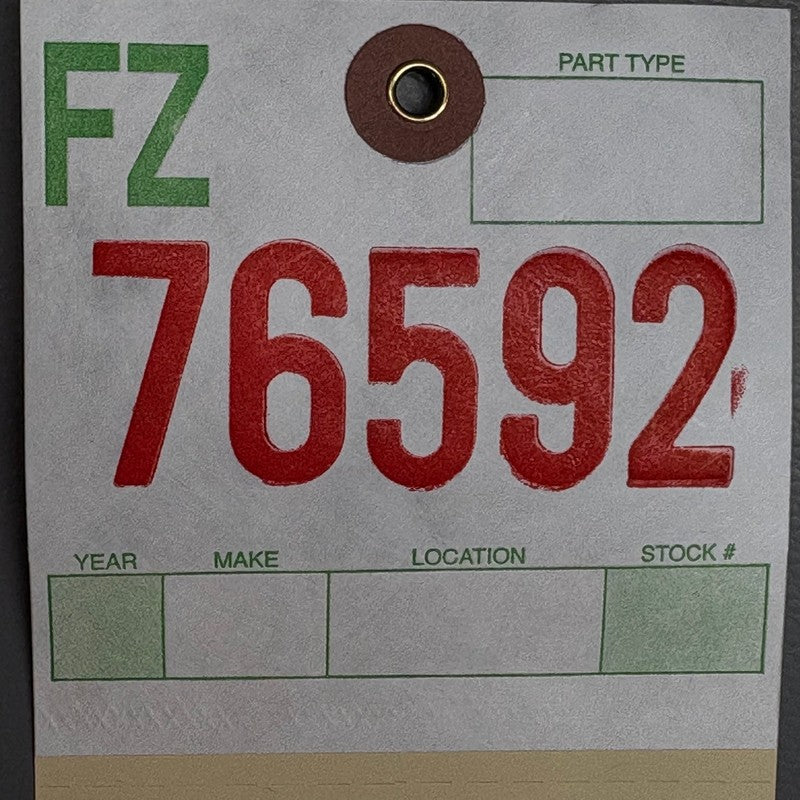 FZ
PART TYPE
76592
YEAR MAKE LOCATION STOCK #